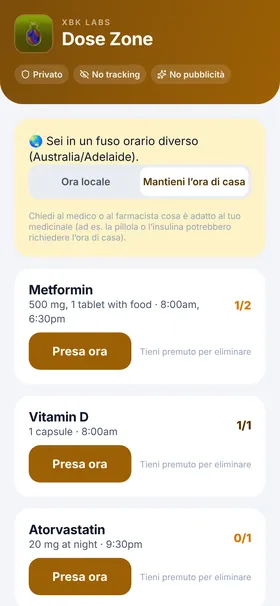 XBK LABS
Dose Zone
Privato
No tracking
No pubblicità
🌏 Sei in un fuso orario diverso
(Australia/Adelaide).
Ora locale
Mantieni l’ora di casa
Chiedi al medico o al farmacista cosa è adatto al tuo
medicinale (ad es. la pillola o l’insulina potrebbero
richiedere l’ora di casa).
Metformin
500 mg, 1 tablet with food · 8:00am,
6:30pm
1/2
Presa ora
Tieni premuto per eliminare
Vitamin D
1 capsule · 8:00am
1/1
Presa ora
Tieni premuto per eliminare
Atorvastatin
20 mg at night · 9:30pm
0/1
Presa ora
Tieni premuto per eliminare